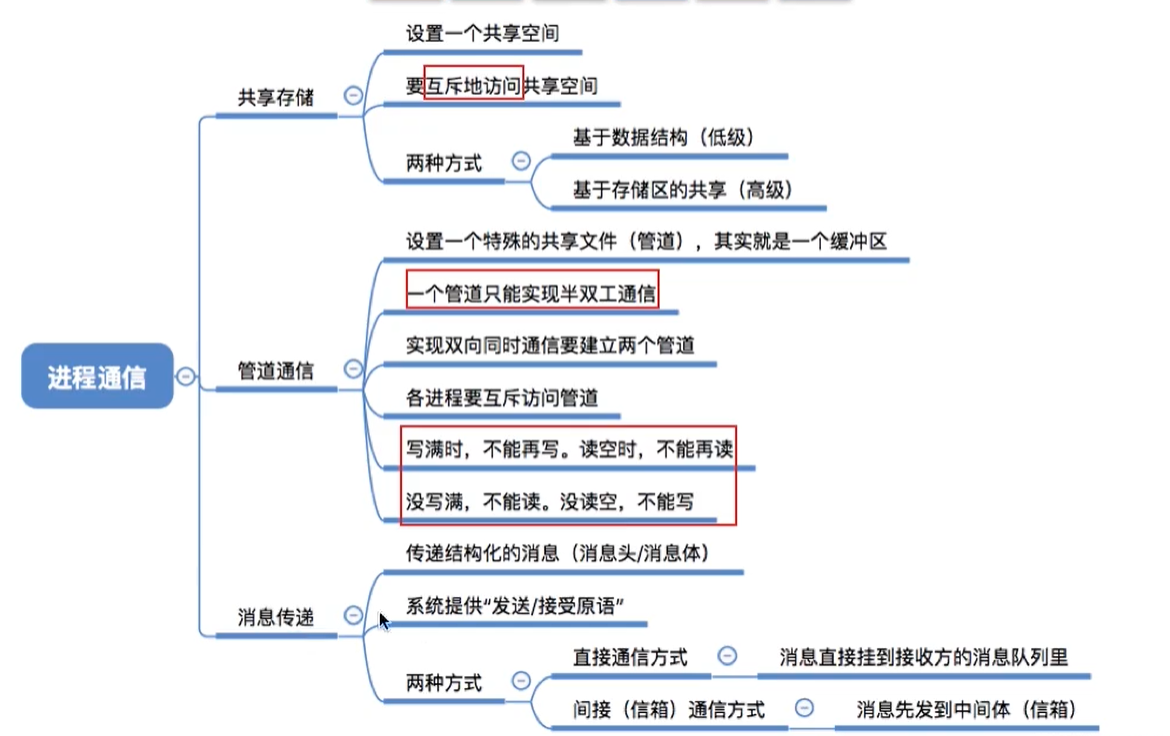 设置一个共享空间
要互斥地访问共享空间
共享存储
基于数据结构（低级）
两种方式
基于存储区的共享（高级）
设置一个特殊的共享文件（管道），其实就是一个缓冲区
一个管道只能实现半双工通信
实现双向同时通信要建立两个管道
管道通信
进程通信
各进程要互斥访问管道
写满时，不能再写。读空时，不能再读
没写满，不能读。没读空，不能写
传递结构化的消息（消息头/消息体）
系统提供“发送/接受原语”
消息传递
直接通信方式
消息直接挂到接收方的消息队列里
两种方式
间接（信箱）通信方式
消息先发到中间体（信箱）